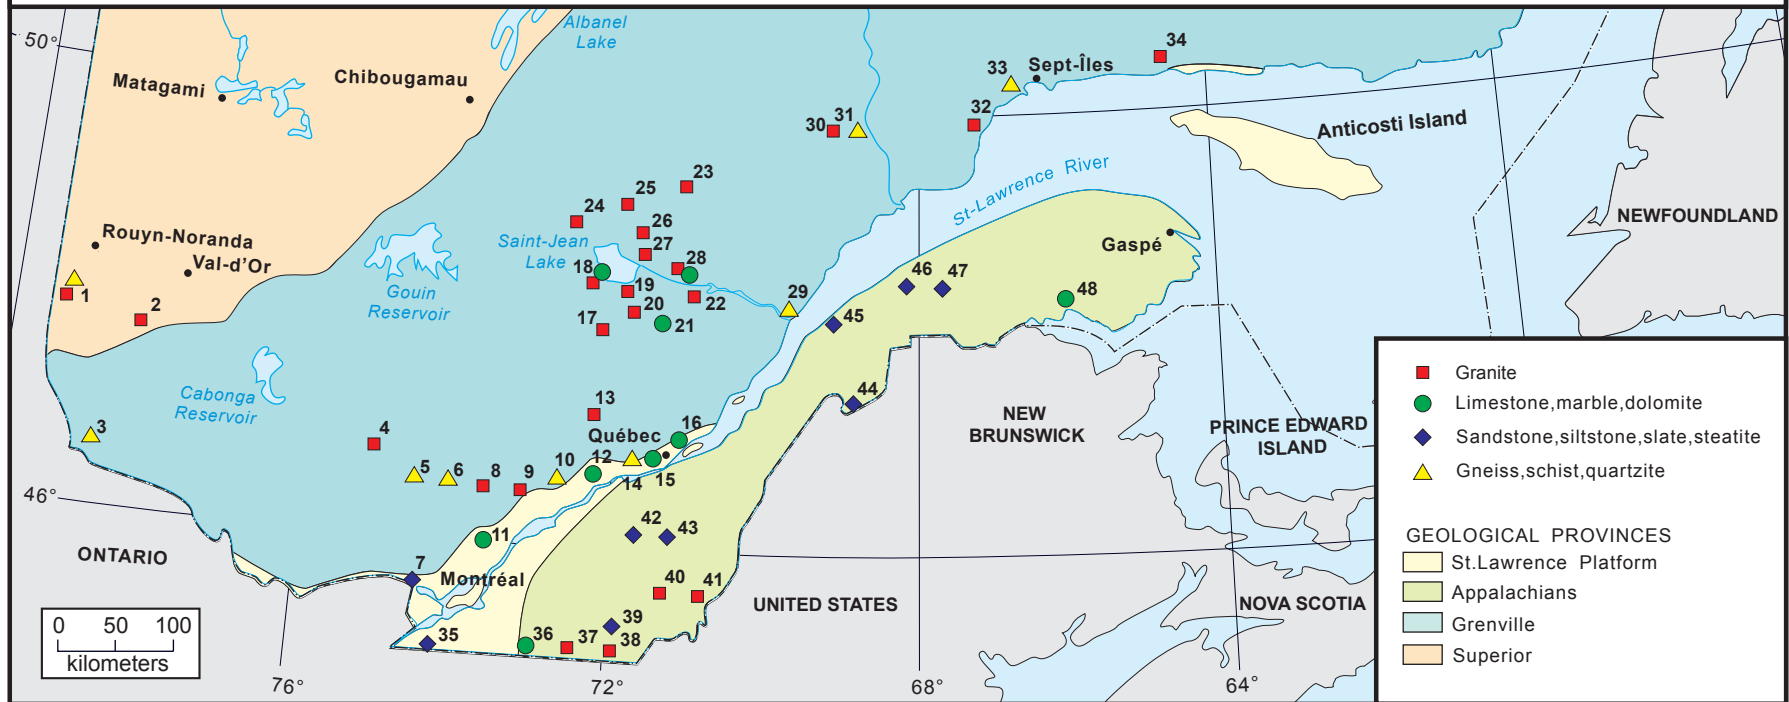 Albanel
Lake
50°
Matagami
Chibougamau
34
33
Sept-Îles
32
30
31
Anticosti Island
St-Lawrence River
23
25
24
26
27
28
Saint-Jean
Lake
18
19
20
22
17
21
29
Rouyn-Noranda
Val-d'Or
Gouin
Reservoir
1
2
NEWFOUNDLAND
Gaspé
46
47
48
45
44
Cabonga
Reservoir
3
4
13
Québec
16
12
14
15
5
6
8
9
10
NEW
BRUNSWICK
PRINCE EDWARD
ISLAND
46°
ONTARIO
11
7
Montréal
42
43
40
41
39
35
36
37
38
UNITED STATES
NOVA SCOTIA
0 50 100
kilometers
76°
72°
68°
64°
Granite
Limestone,marble,dolomite
Sandstone,siltstone,slate,steatite
Gneiss,schist,quartzite
GEOLOGICAL PROVINCES
St.Lawrence Platform
Appalachians
Grenville
Superior